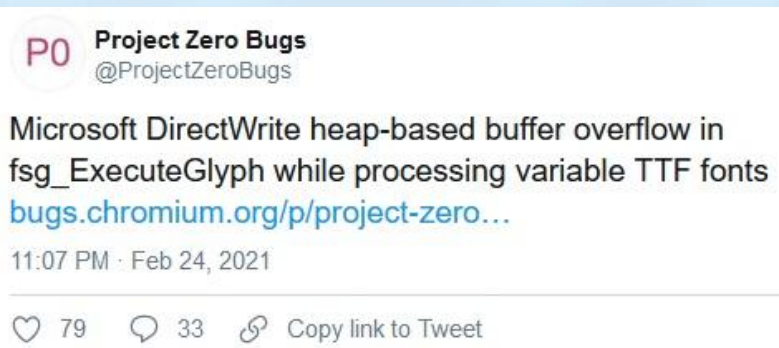 P0 Project Zero Bugs
@ProjectZeroBugs
Microsoft DirectWrite heap-based buffer overflow in
fsg_ExecuteGlyph while processing variable TTF fonts
bugs.chromium.org/p/project-zero…
11:07 PM · Feb 24, 2021
79 33 Copy link to Tweet